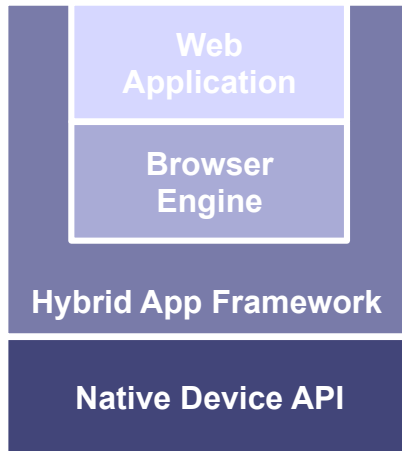 Web
Application
Browser
Engine
Hybrid App Framework
Native Device API